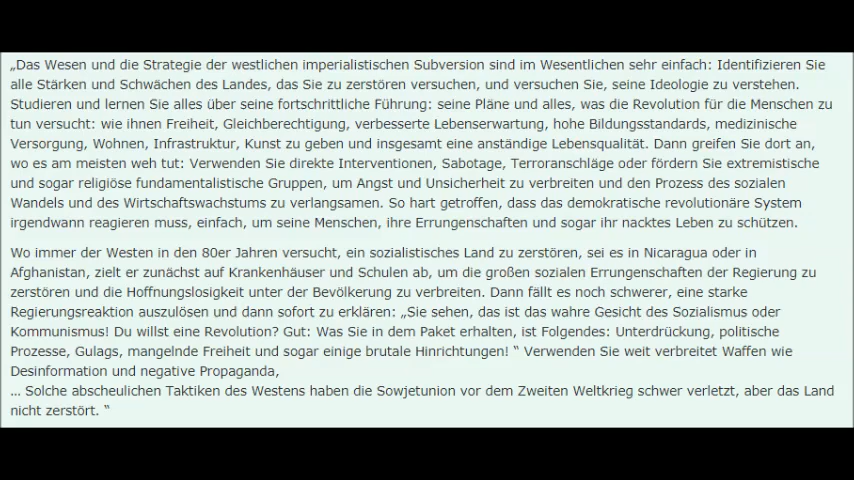 „Das Wesen und die Strategie der westlichen imperialistischen Subversion sind im Wesentlichen sehr einfach: Identifizieren Sie
alle Stärken und Schwächen des Landes, das Sie zu zerstören versuchen, und versuchen Sie, seine Ideologie zu verstehen.
Studieren und lernen Sie alles über seine fortschrittliche Führung: seine Pläne und alles, was die Revolution für die Menschen zu
tun versucht: wie ihnen Freiheit, Gleichberechtigung, verbesserte Lebenserwartung, hohe Bildungsstandards, medizinische
Versorgung, Wohnen, Infrastruktur, Kunst zu geben und insgesamt eine anständige Lebensqualität. Dann greifen Sie dort an,
wo es am meisten weh tut: Verwenden Sie direkte Interventionen, Sabotage, Terroranschläge oder fördern Sie extremistische
und sogar religiöse fundamentalistische Gruppen, um Angst und Unsicherheit zu verbreiten und den Prozess des sozialen
Wandels und des Wirtschaftswachstums zu verlangsamen. So hart getroffen, dass das demokratische revolutionäre System
irgendwann reagieren muss, einfach, um seine Menschen, ihre Errungenschaften und sogar ihr nacktes Leben zu schützen.
Wo immer der Westen in den 80er Jahren versucht, ein sozialistisches Land zu zerstören, sei es in Nicaragua oder in
Afghanistan, zielt er zunächst auf Krankenhäuser und Schulen ab, um die großen sozialen Errungenschaften der Regierung zu
zerstören und die Hoffnungslosigkeit unter der Bevölkerung zu verbreiten. Dann fällt es noch schwerer, eine starke
Regierungsreaktion auszulösen und dann sofort zu erklären: „Sie sehen, das ist das wahre Gesicht des Sozialismus oder
Kommunismus! Du willst eine Revolution? Gut: Was Sie in dem Paket erhalten, ist Folgendes: Unterdrückung, politische
Prozesse, Gulags, mangelnde Freiheit und sogar einige brutale Hinrichtungen! “ Verwenden Sie weit verbreitet Waffen wie
Desinformation und negative Propaganda,
... Solche abscheulichen Taktiken des Westens haben die Sowjetunion vor dem Zweiten Weltkrieg schwer verletzt, aber das Land
nicht zerstört. “